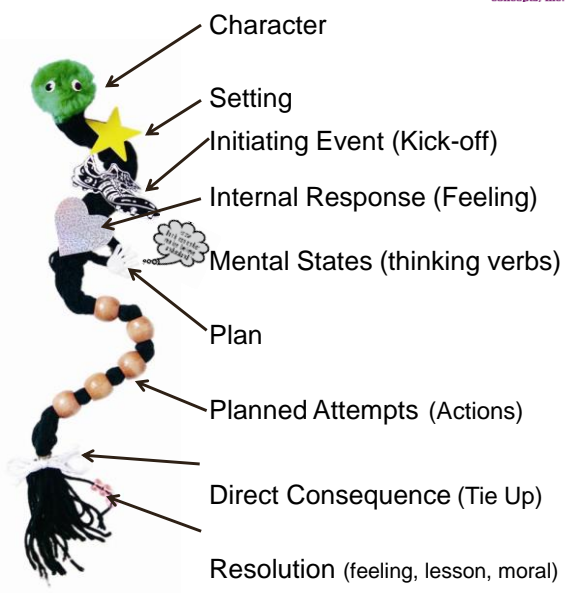 Character
Setting
Initiating Event (Kick-off)
Internal Response (Feeling)
Mental States (thinking verbs)
Plan
Planned Attempts (Actions)
Direct Consequence (Tie Up)
Resolution (feeling, lesson, moral)